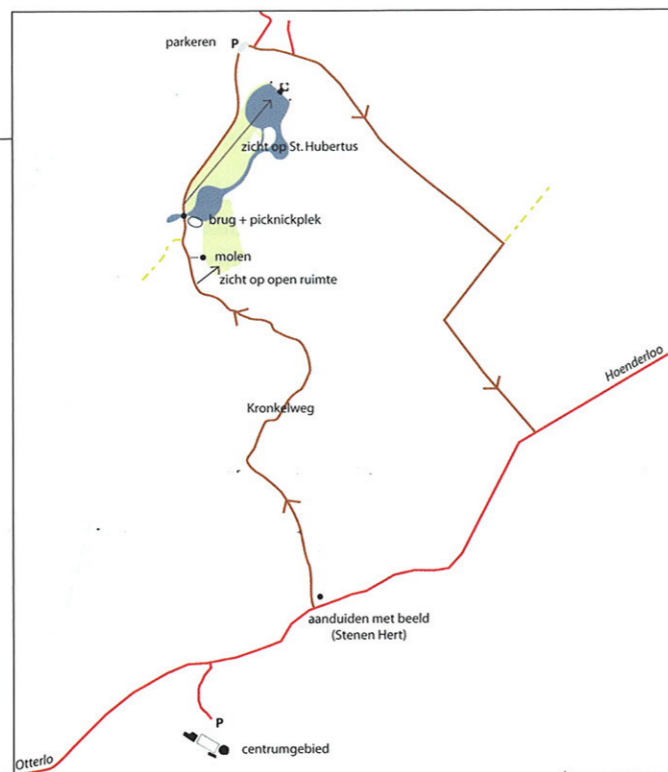 parkeren P
zicht op St. Hubertus
brug + picknickplek
molen
zicht op open ruimte
Hoenderloo
Kronkelweg
aanduiden met beeld
(Stenen Hert)
P
centrumgebied
Otterlo